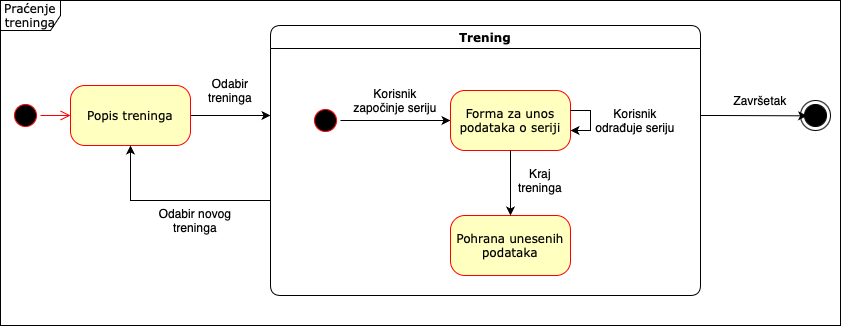 Praćenje
treninga
Trening
Odabir
treninga
Popis treninga
Korisnik
započinje seriju
Forma za unos
podataka o seriji
Korisnik
odrađuje seriju
Završetak
Kraj
treninga
Odabir novog
treninga
Pohrana unesenih
podataka